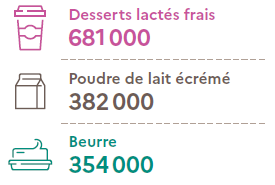 Desserts lactés frais
681 000
Poudre de lait écrémé
382 000
Beurre
354 000